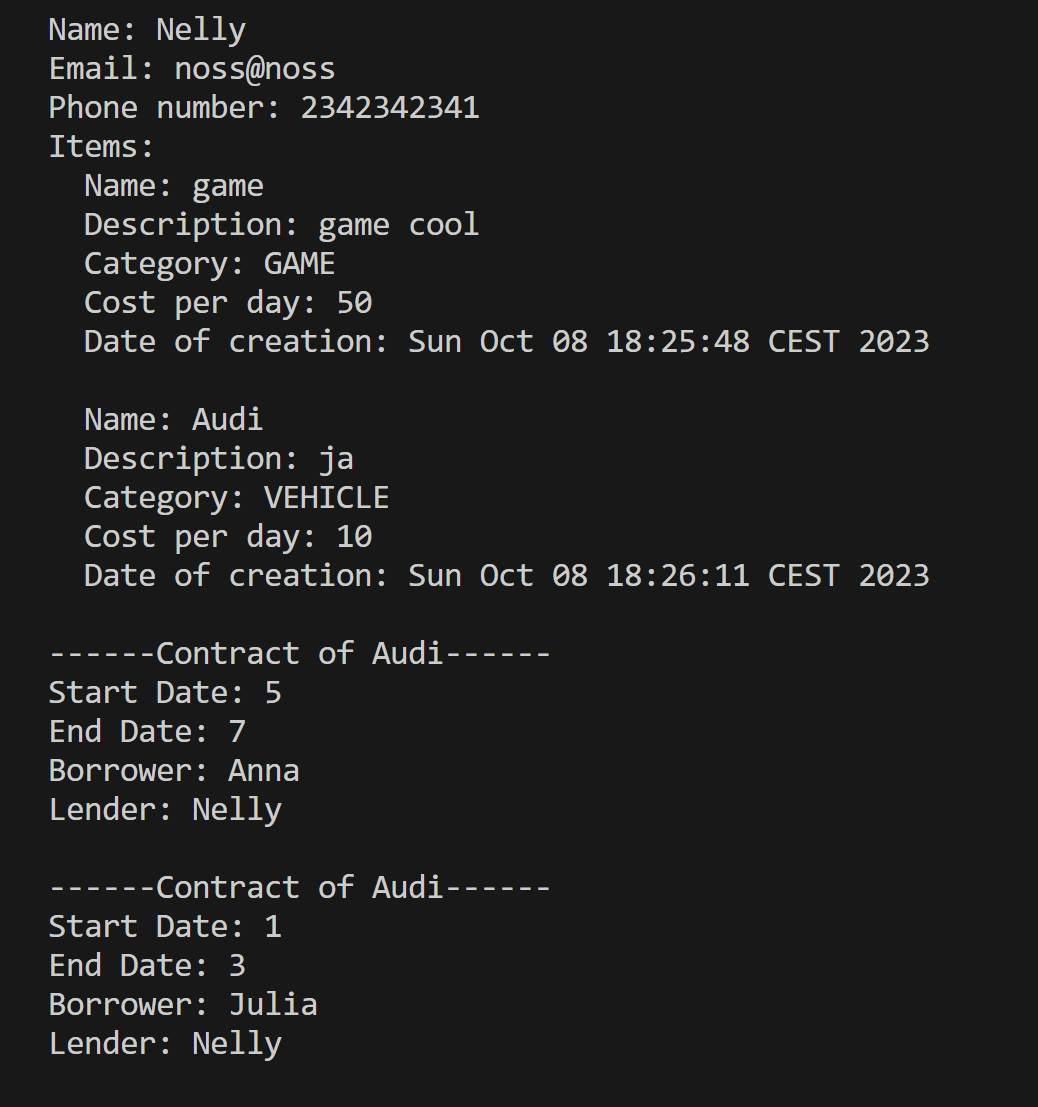 Name: Nelly
Email: noss@noss
Phone number: 2342342341
Items:
  Name: game
  Description: game cool
  Category: GAME
  Cost per day: 50
  Date of creation: Sun Oct 08 18:25:48 CEST 2023

  Name: Audi
  Description: ja
  Category: VEHICLE
  Cost per day: 10
  Date of creation: Sun Oct 08 18:26:11 CEST 2023

------Contract of Audi------
Start Date: 5
End Date: 7
Borrower: Anna
Lender: Nelly

------Contract of Audi------
Start Date: 1
End Date: 3
Borrower: Julia
Lender: Nelly